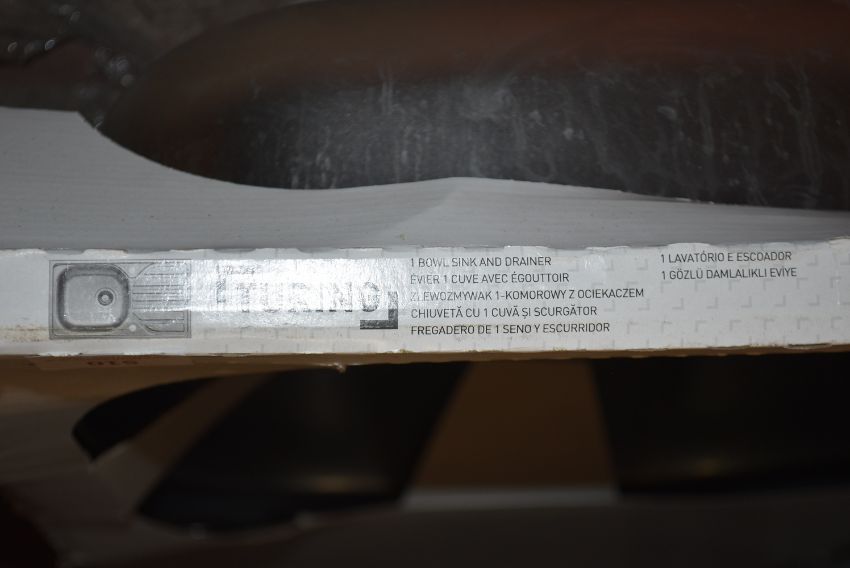 TURINO
1 BOWL SINK AND DRAINER
ÉVIER 1 CUVE AVEC ÉGOUTTOIR
ZLEWOZMYWAK 1-KOMOROWY Z OCIEKACZEM
CHIUVETĂ CU 1 CUVĂ ȘI SCURGĂTOR
FREGADERO DE 1 SENO Y ESCURRIDOR
1 LAVATÓRIO E ESCOADOR
1 GÖZLÜ DAMLALIKLI EVİYE